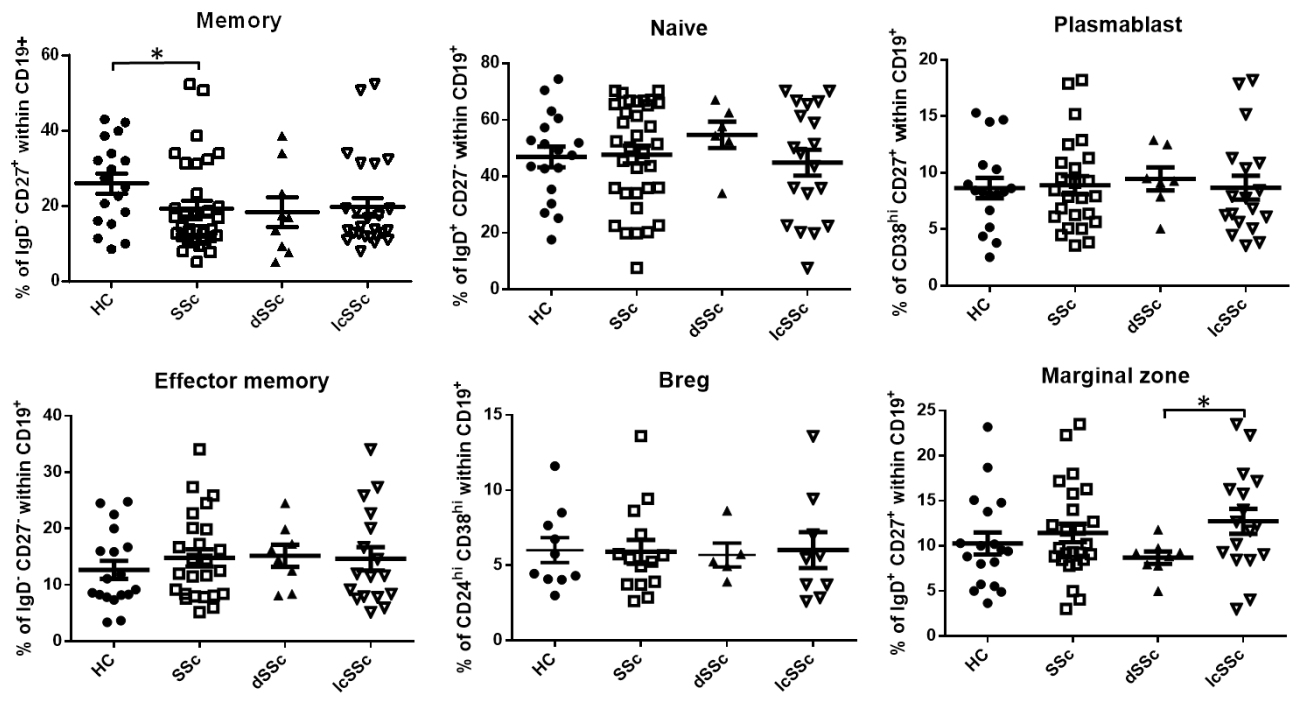 Memory
% of IgD⁻ CD27⁺ within CD19+
60
40
20
0
*
HC
SSc
dSSc
lcSSc
Naive
% of IgD⁺ CD27⁻ within CD19⁺
80
60
40
20
0
HC
SSc
dSSc
lcSSc
Plasmablast
% of CD38ʰⁱ CD27⁺ within CD19⁺
20
15
10
5
0
HC
SSc
dSSc
lcSSc
Effector memory
% of IgD⁻ CD27⁻ within CD19⁺
40
30
20
10
0
HC
SSc
dSSc
lcSSc
Breg
% of CD24ʰⁱ CD38ʰⁱ within CD19⁺
15
10
5
0
HC
SSc
dSSc
lcSSc
Marginal zone
% of IgD⁺ CD27⁺ within CD19⁺
25
20
15
10
5
0
*
HC
SSc
dSSc
lcSSc